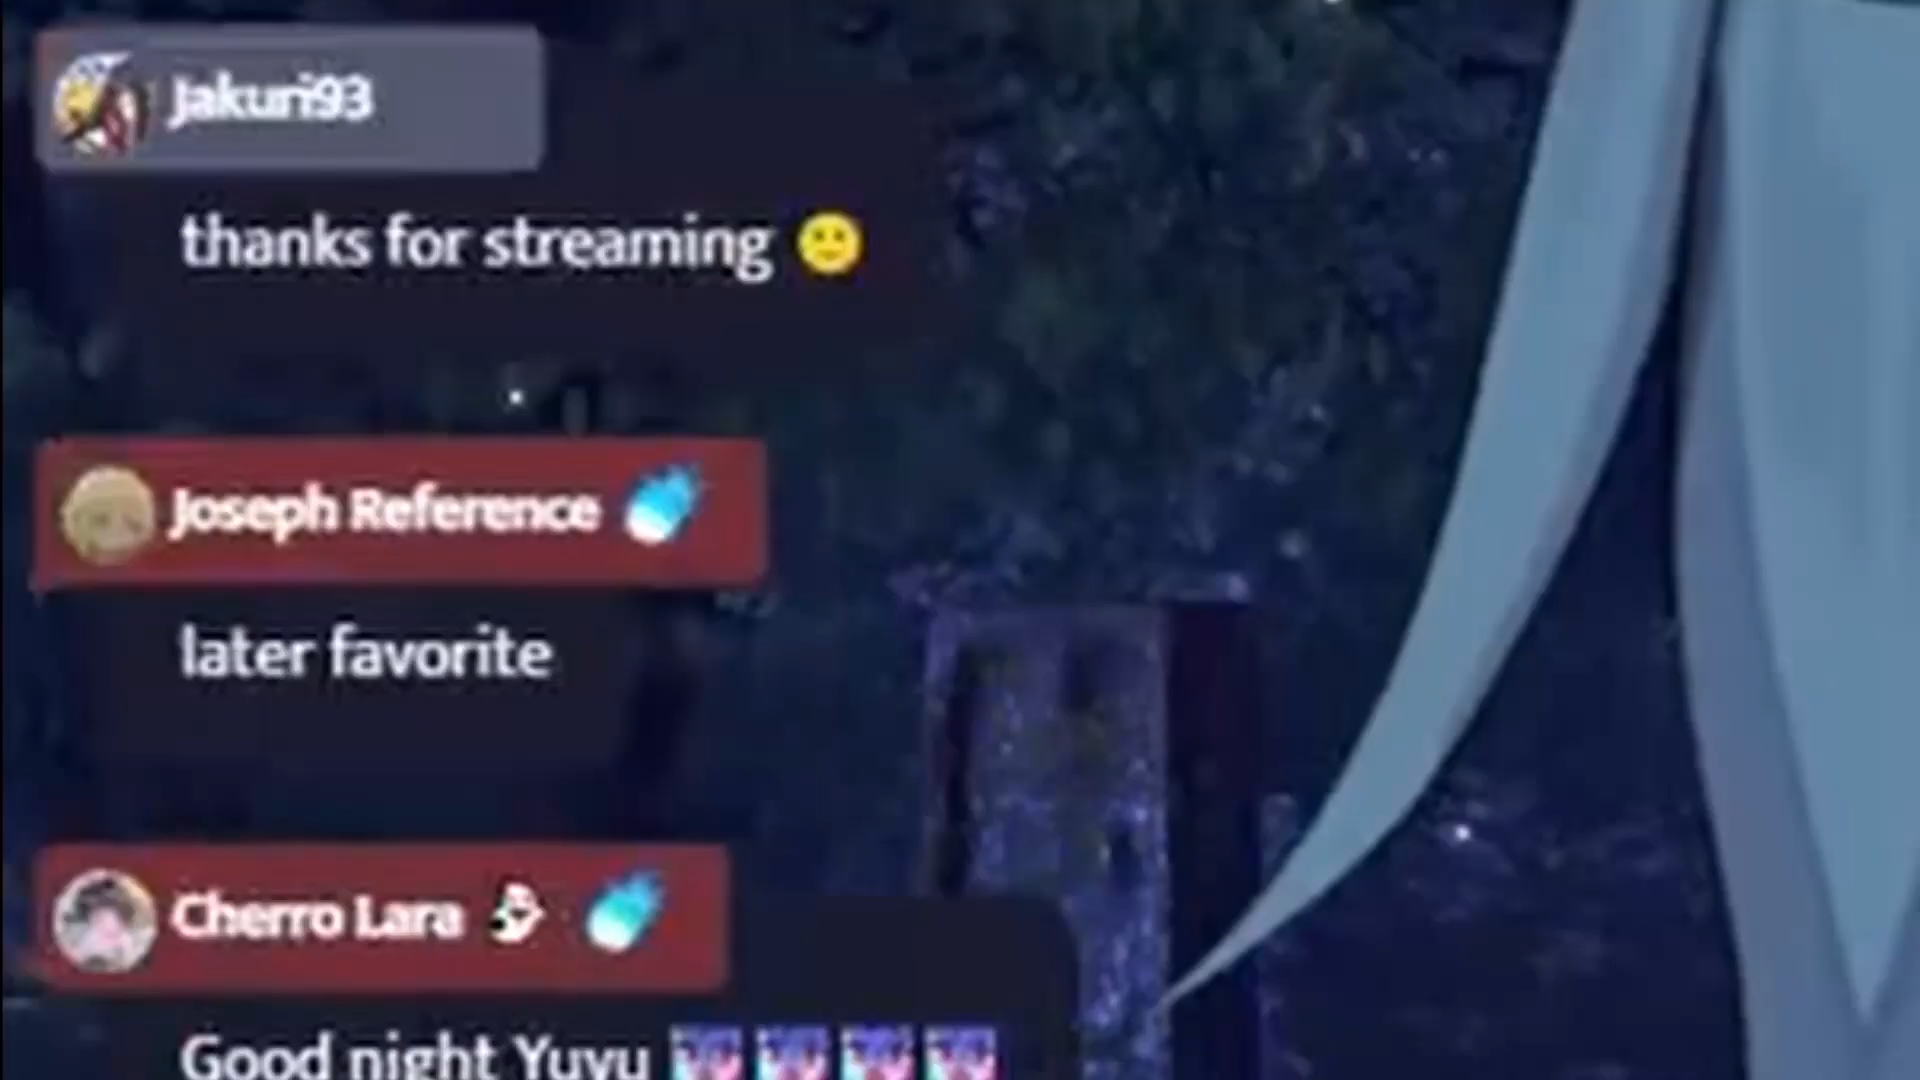 Jakuri93
thanks for streaming 🙂
Joseph Reference
later favorite
Cherro Lara
Good night Yuyu